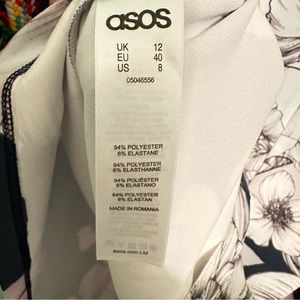 asos
UK 12
EU 40
US 8
05046556
94% POLYESTER
6% ELASTANE
94% POLYESTER
6% ELASTHANNE
94% POLIÉSTER
6% ELASTANO
94% POLYESTER
6% ELASTAN
MADE IN ROMANIA
asos.com Ltd